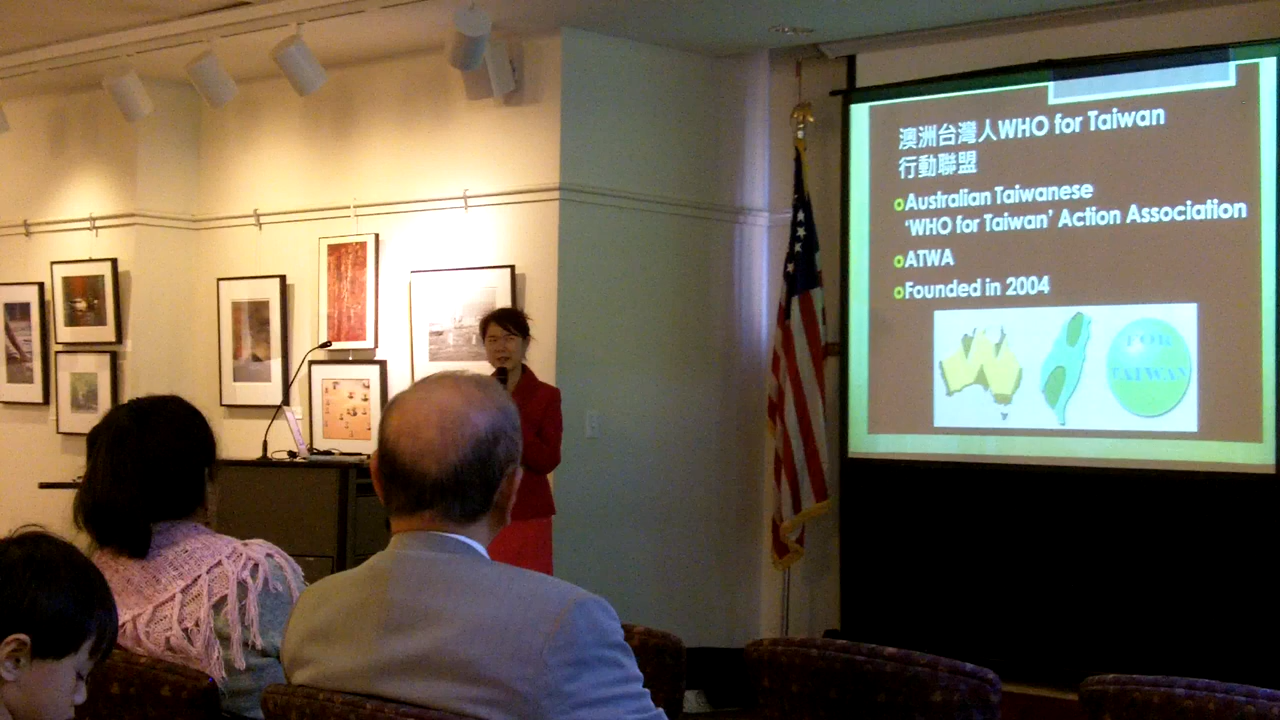 澳洲台灣人WHO for Taiwan
行動聯盟
Australian Taiwanese
'WHO for Taiwan' Action Association
ATWA
Founded in 2004
FOR
TAIWAN